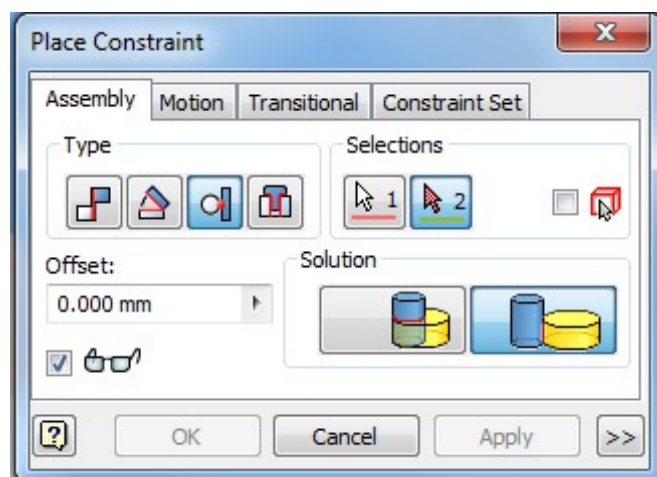 Place Constraint
Assembly Motion Transitional Constraint Set
Type
Selections
1 2
Offset:
0.000 mm
Solution
? OK Cancel Apply >>